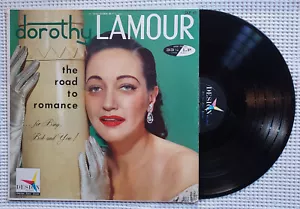 dorothy LAMOUR
the
road to
romance
for Bing,
Bob and You!
DESIGN
DESIGN